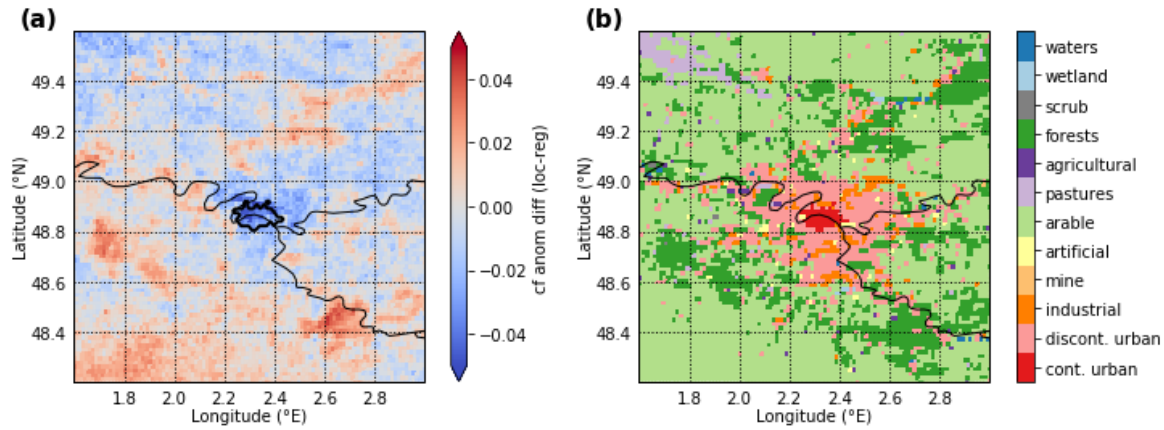 (a)
49.4
49.2
49.0
48.8
48.6
48.4
Latitude (°N)
1.8 2.0 2.2 2.4 2.6 2.8
Longitude (°E)
0.04
0.02
0.00
−0.02
−0.04
cf anom diff (loc-reg)
(b)
49.4
49.2
49.0
48.8
48.6
48.4
Latitude (°N)
1.8 2.0 2.2 2.4 2.6 2.8
Longitude (°E)
waters
wetland
scrub
forests
agricultural
pastures
arable
artificial
mine
industrial
discont. urban
cont. urban